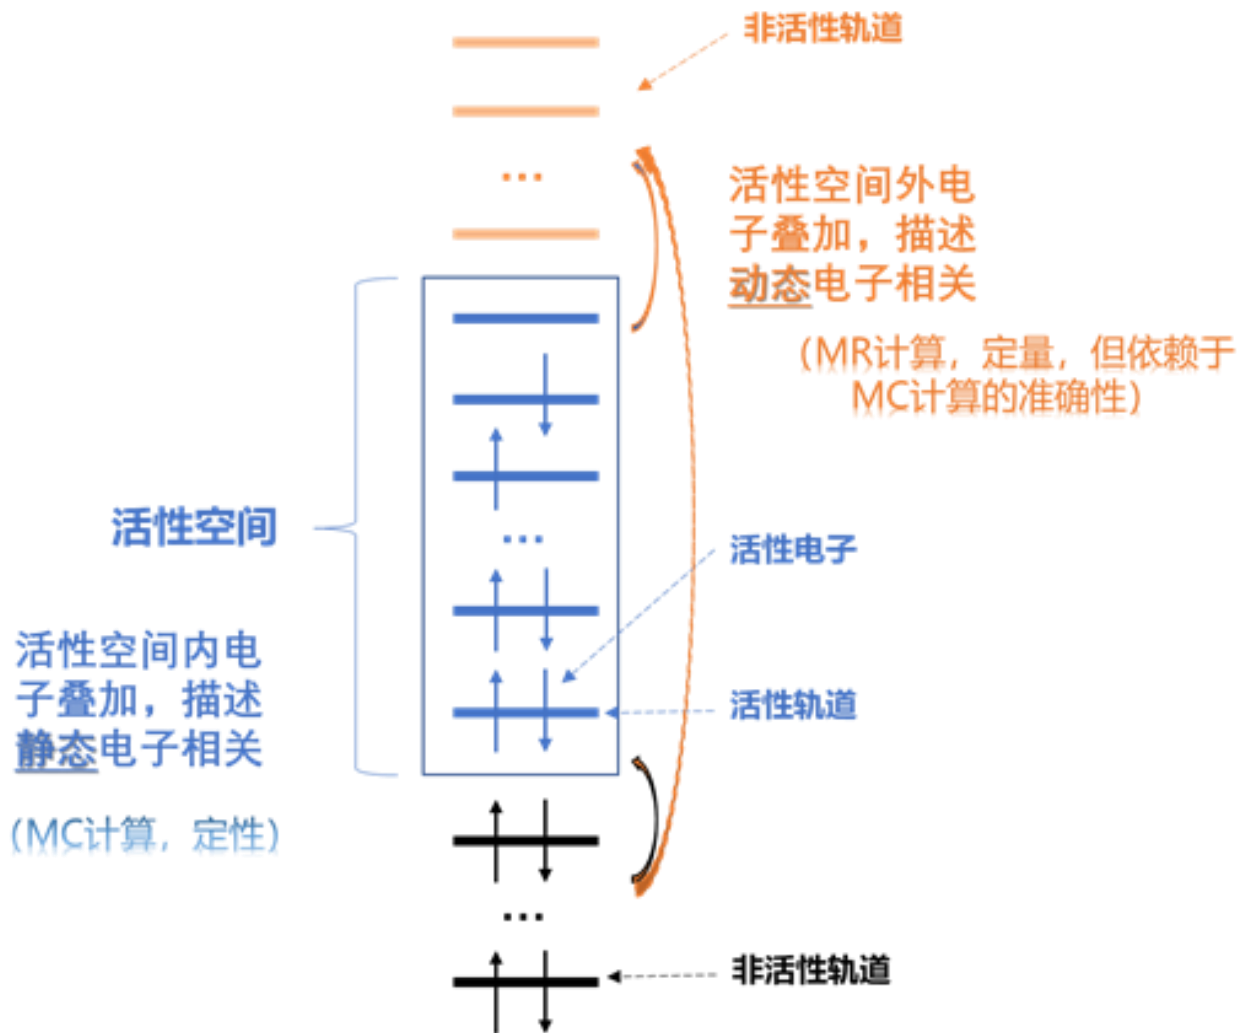 非活性轨道
...
活性空间外电
子叠加，描述
动态电子相关
（MR计算，定量，但依赖于
MC计算的准确性）
活性空间
...
活性电子
活性空间内电
子叠加，描述
静态电子相关
活性轨道
（MC计算，定性）
...
非活性轨道